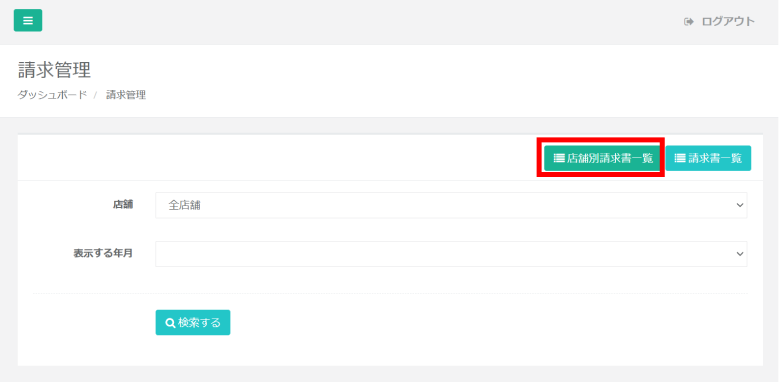 ログアウト
請求管理
ダッシュボード / 請求管理
店舗別請求書一覧 請求書一覧
店舗 全店舗
表示する年月
検索する